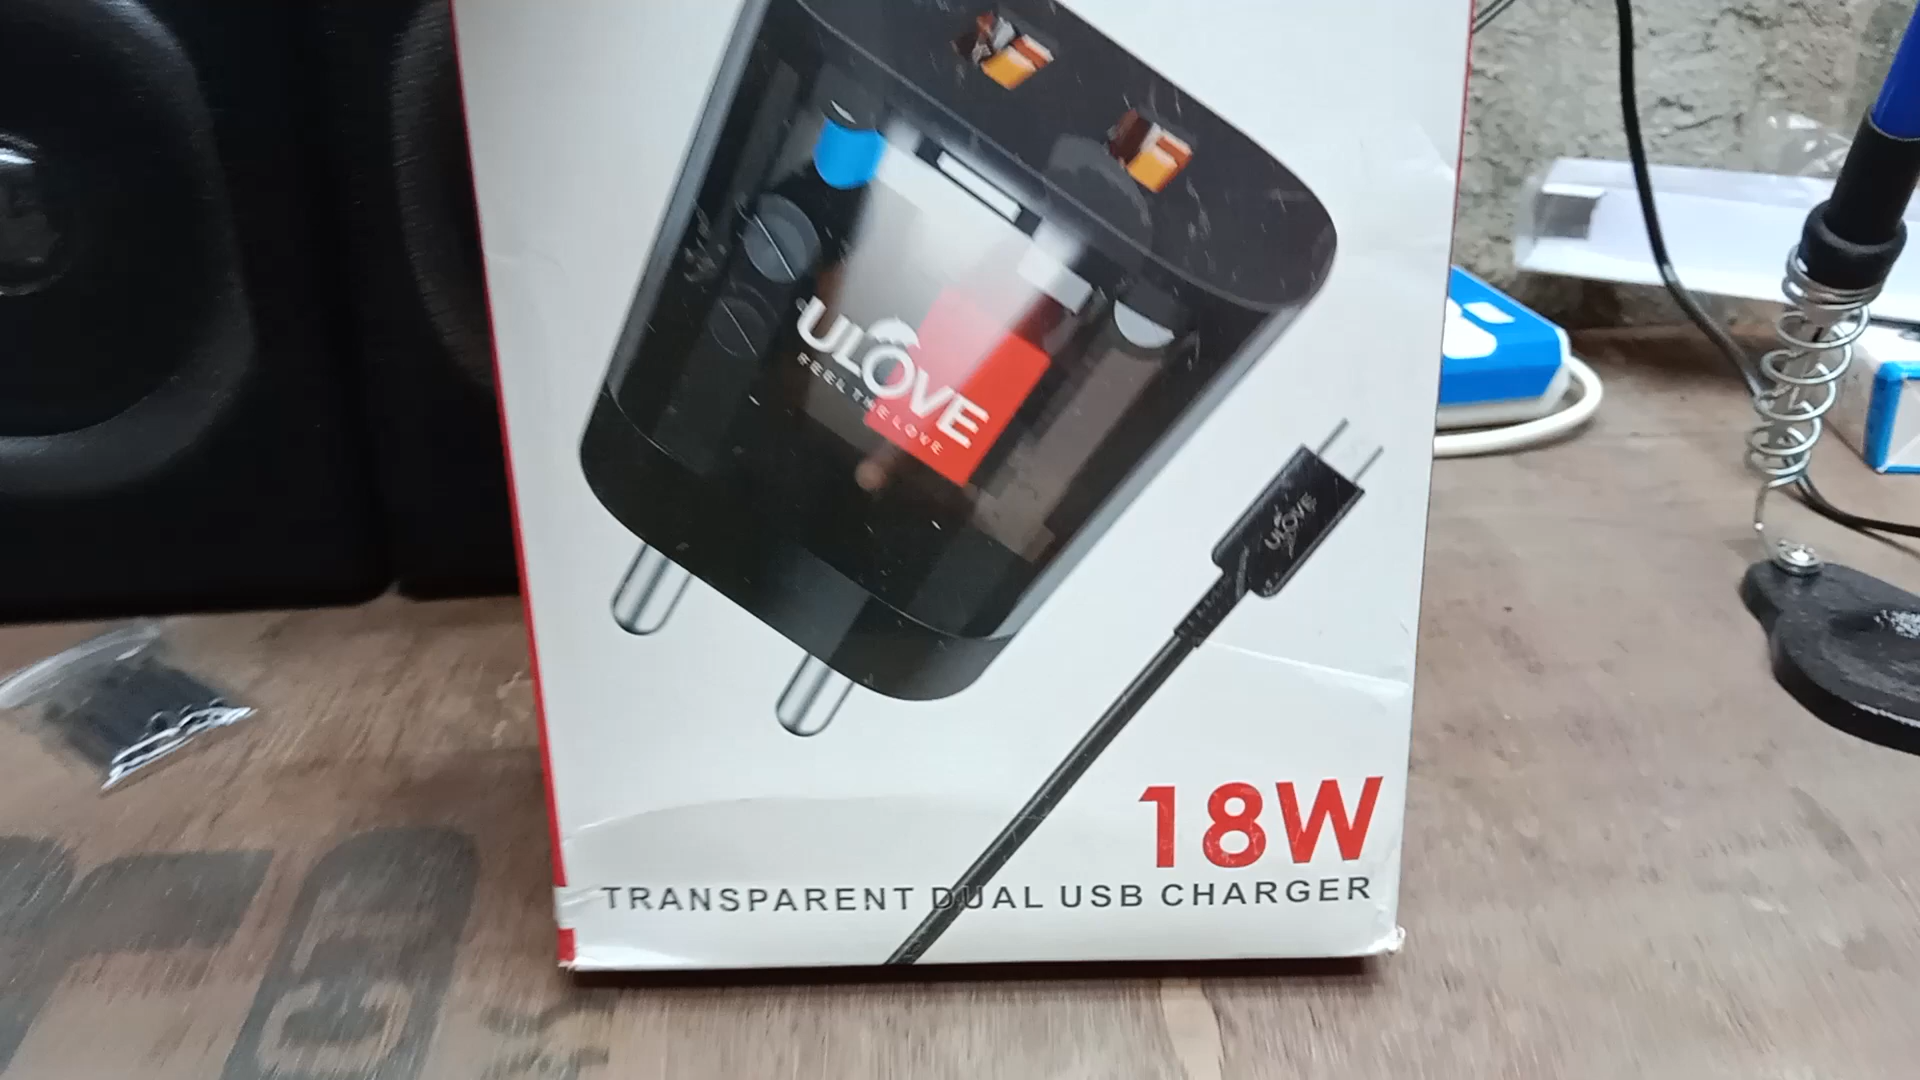 ULOVE
FEEL THE LOVE
ULOVE
18W
TRANSPARENT DUAL USB CHARGER